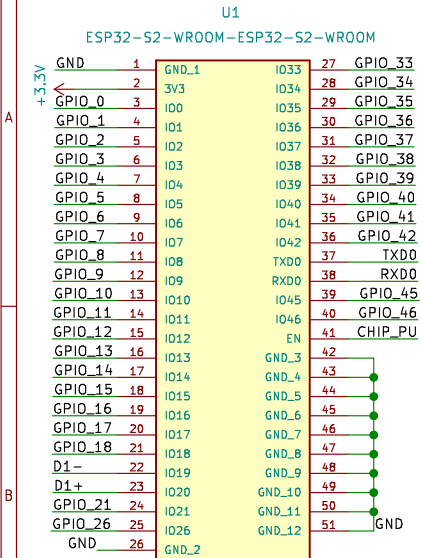 U1
ESP32-S2-WROOM-ESP32-S2-WROOM
GND 1 GND_1 IO33 27 GPIO_33
+3.3V 2 3V3 IO34 28 GPIO_34
GPIO_0 3 IO0 IO35 29 GPIO_35
GPIO_1 4 IO1 IO36 30 GPIO_36
GPIO_2 5 IO2 IO37 31 GPIO_37
GPIO_3 6 IO3 IO38 32 GPIO_38
GPIO_4 7 IO4 IO39 33 GPIO_39
GPIO_5 8 IO5 IO40 34 GPIO_40
GPIO_6 9 IO6 IO41 35 GPIO_41
GPIO_7 10 IO7 IO42 36 GPIO_42
GPIO_8 11 IO8 TXD0 37 TXD0
GPIO_9 12 IO9 RXD0 38 RXD0
GPIO_10 13 IO10 IO45 39 GPIO_45
GPIO_11 14 IO11 IO46 40 GPIO_46
GPIO_12 15 IO12 EN 41 CHIP_PU
GPIO_13 16 IO13 GND_3 42
GPIO_14 17 IO14 GND_4 43
GPIO_15 18 IO15 GND_5 44
GPIO_16 19 IO16 GND_6 45
GPIO_17 20 IO17 GND_7 46
GPIO_18 21 IO18 GND_8 47
D1- 22 IO19 GND_9 48
D1+ 23 IO20 GND_10 49
GPIO_21 24 IO21 GND_11 50
GPIO_26 25 IO26 GND_12 51 GND
GND 26 GND_2
A
B